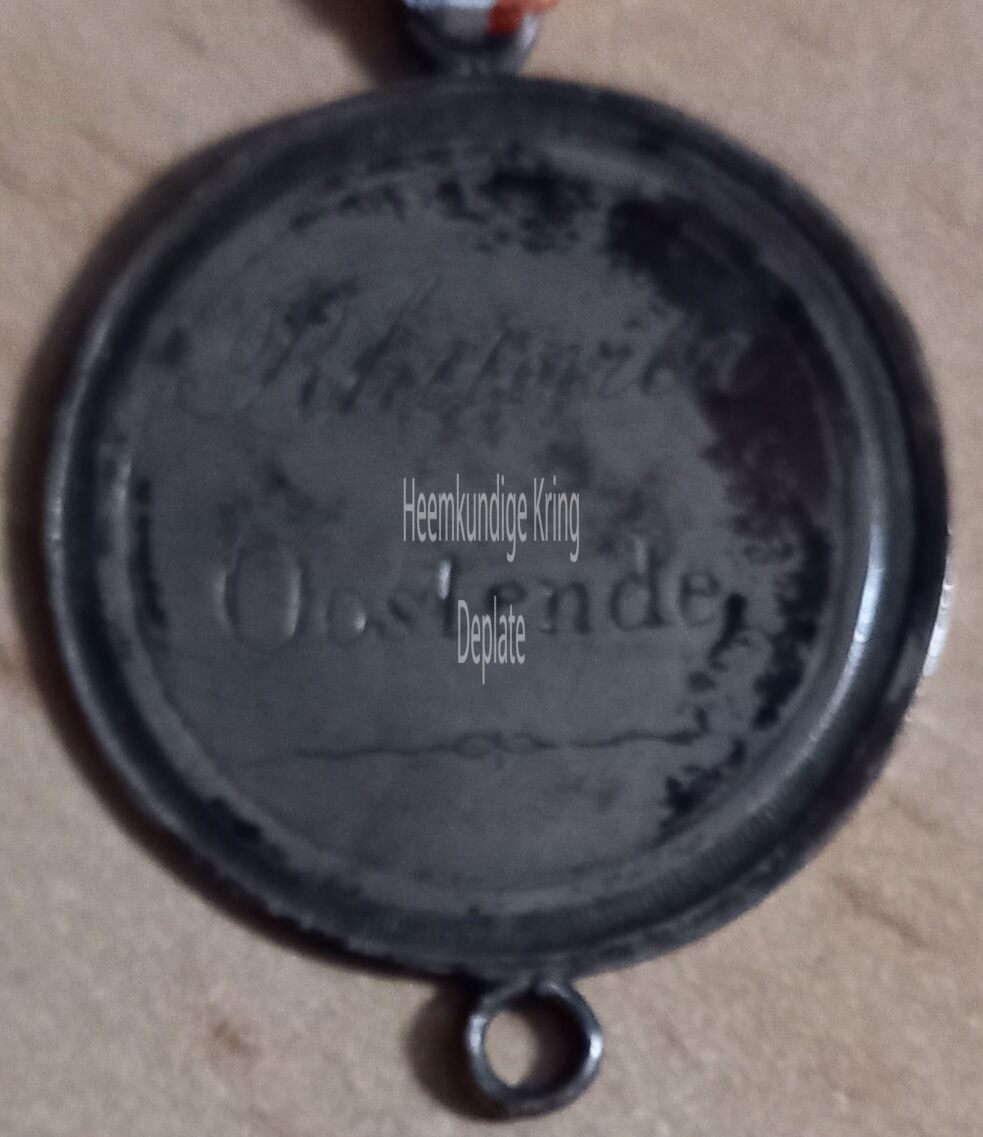 Heemkundige Kring
Oostende
Deplate